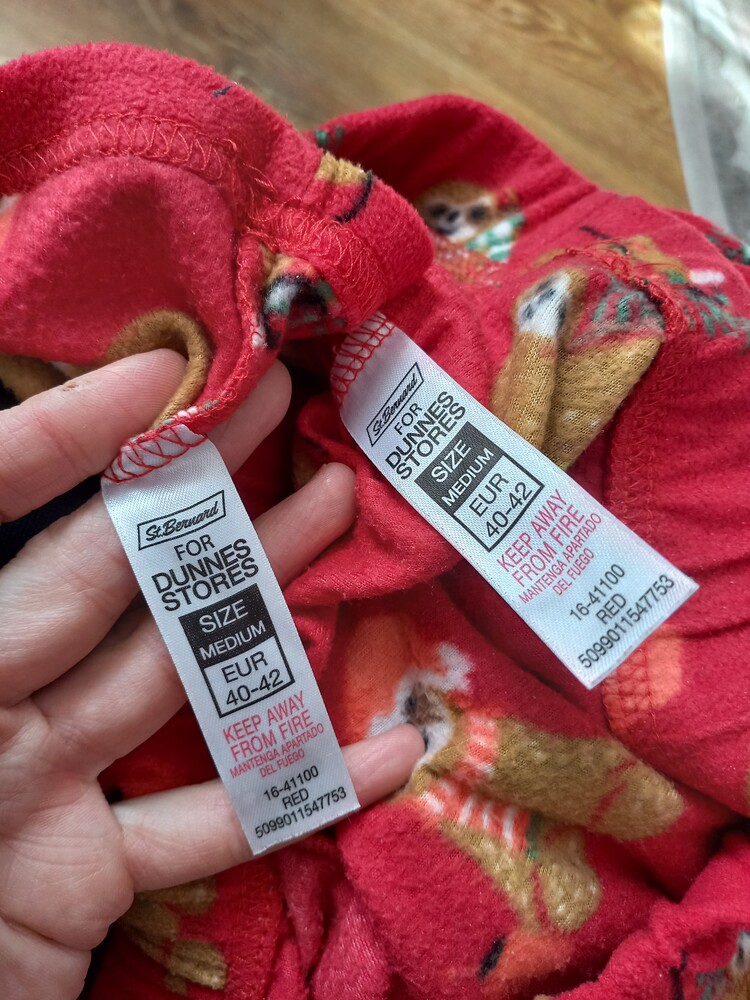 St.Bernard
FOR
DUNNES
STORES
SIZE
MEDIUM
EUR
40-42
KEEP AWAY
FROM FIRE
MANTENGA APARTADO
DEL FUEGO
16-41100
RED
5099011547753
St.Bernard
FOR
DUNNES
STORES
SIZE
MEDIUM
EUR
40-42
KEEP AWAY
FROM FIRE
MANTENGA APARTADO
DEL FUEGO
16-41100
RED
5099011547753